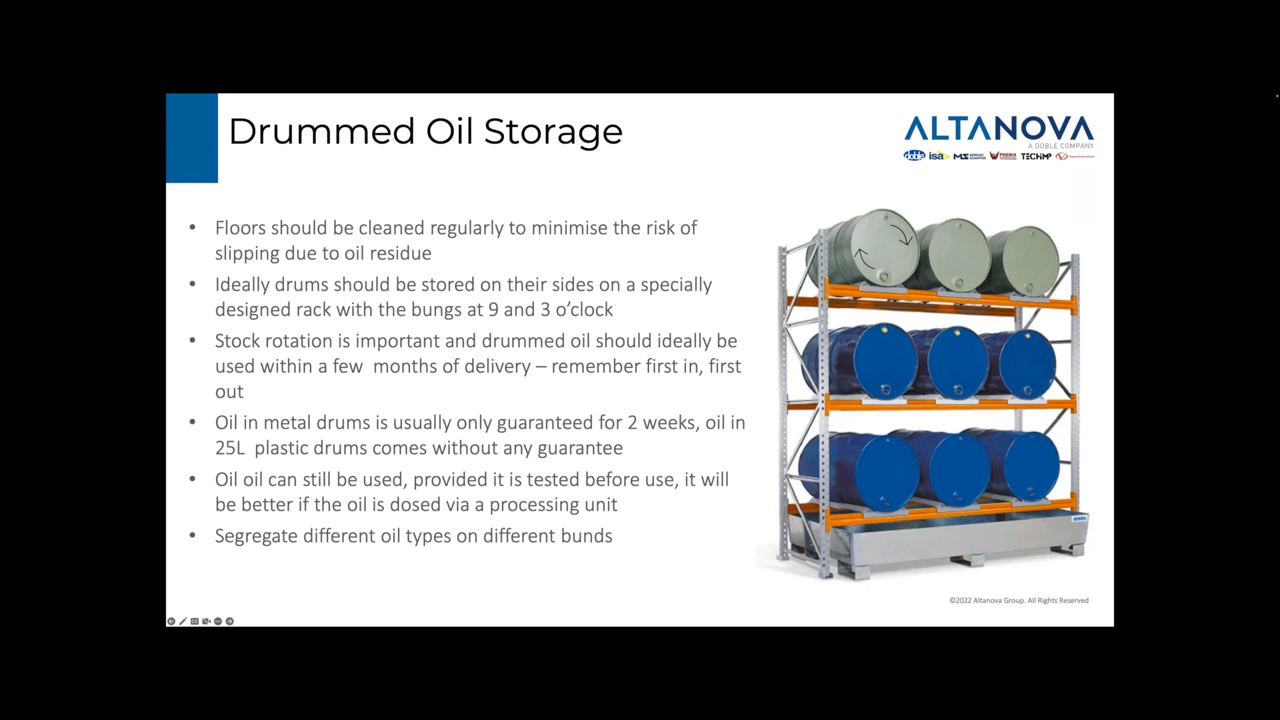 Drummed Oil Storage
ALTANOVA
A DOBLE COMPANY
doble isa TECHIMP
• Floors should be cleaned regularly to minimise the risk of
slipping due to oil residue
• Ideally drums should be stored on their sides on a specially
designed rack with the bungs at 9 and 3 o’clock
• Stock rotation is important and drummed oil should ideally be
used within a few months of delivery – remember first in, first
out
• Oil in metal drums is usually only guaranteed for 2 weeks, oil in
25L plastic drums comes without any guarantee
• Oil oil can still be used, provided it is tested before use, it will
be better if the oil is dosed via a processing unit
• Segregate different oil types on different bunds
©2022 Altanova Group. All Rights Reserved